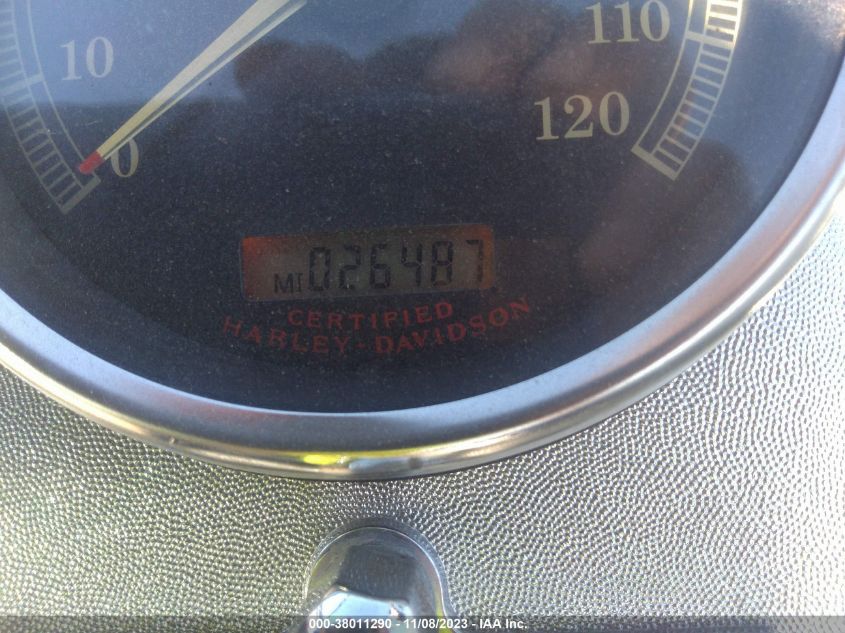 110
10
120
0
MI 026487
CERTIFIED
HARLEY-DAVIDSON
000-38011290 - 11/08/2023 - IAA Inc.